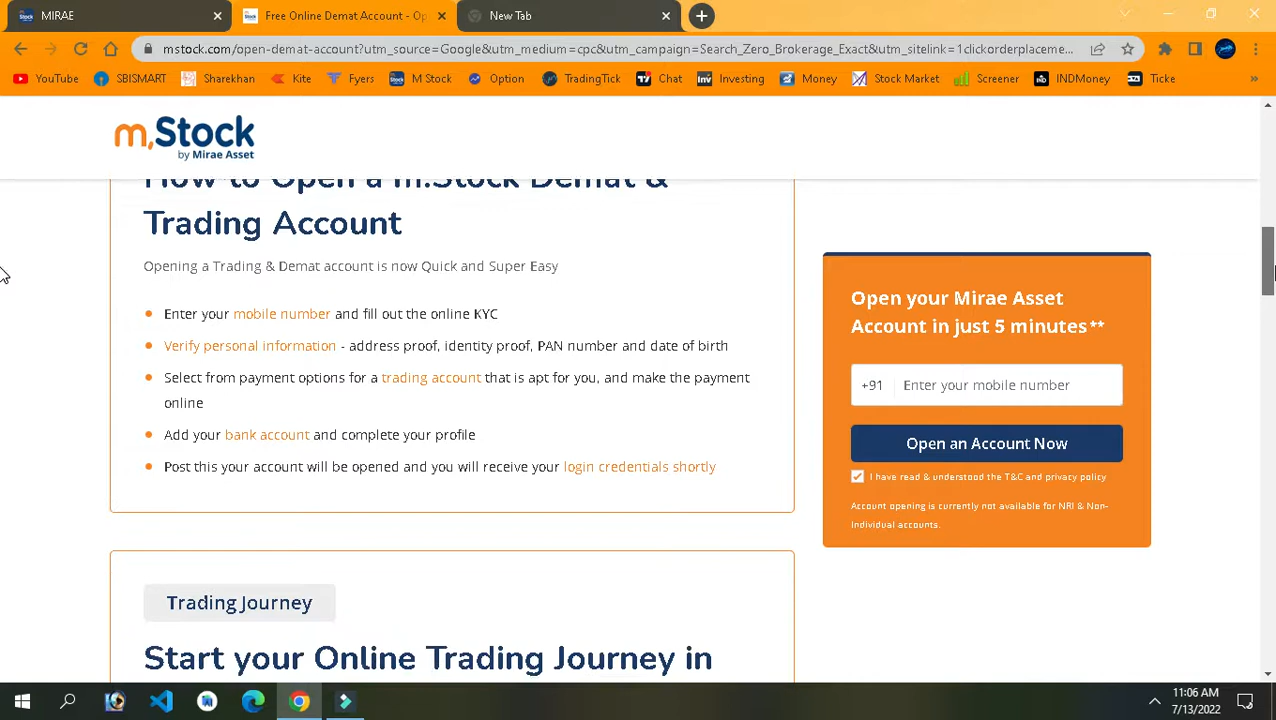 MIRAE
Free Online Demat Account - Op
New Tab
mstock.com/open-demat-account?utm_source=Google&utm_medium=cpc&utm_campaign=Search_Zero_Brokerage_Exact&utm_sitelink=1clickorderplaceme...
YouTube SBISMART Sharekhan Kite Fyers M Stock Option TradingTick Chat Investing Money Stock Market Screener INDMoney Ticke »
m.Stock
by Mirae Asset
How to Open a m.Stock Demat &
Trading Account
Opening a Trading & Demat account is now Quick and Super Easy
Enter your mobile number and fill out the online KYC
Verify personal information - address proof, identity proof, PAN number and date of birth
Select from payment options for a trading account that is apt for you, and make the payment
online
Add your bank account and complete your profile
Post this your account will be opened and you will receive your login credentials shortly
Open your Mirae Asset
Account in just 5 minutes**
+91 Enter your mobile number
Open an Account Now
I have read & understood the T&C and privacy policy
Account opening is currently not available for NRI & Non-
Individual accounts.
Trading Journey
Start your Online Trading Journey in
11:06 AM
7/13/2022